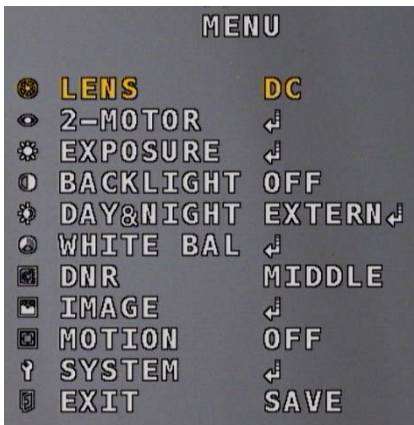 MENU
LENS DC
2-MOTOR ↲
EXPOSURE ↲
BACKLIGHT OFF
DAY&NIGHT EXTERN↲
WHITE BAL ↲
DNR MIDDLE
IMAGE ↲
MOTION OFF
SYSTEM ↲
EXIT SAVE